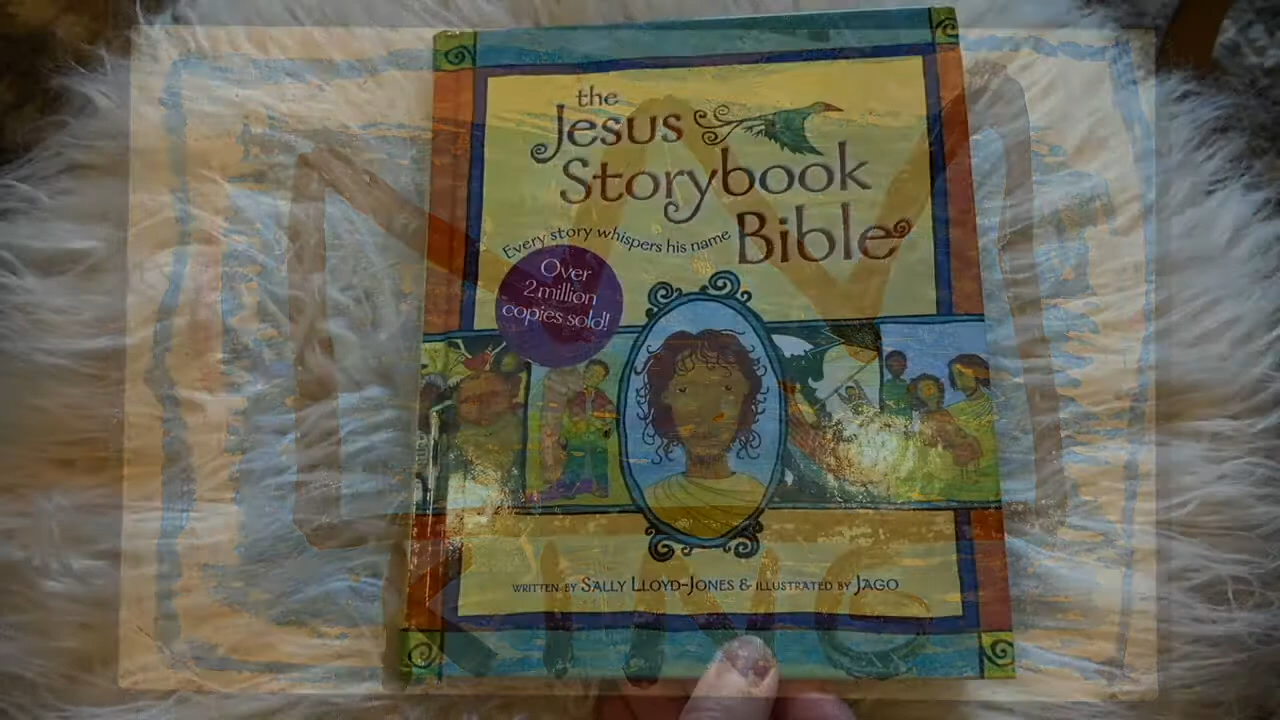 the
Jesus
Storybook
Bible
Every story whispers his name
Over
2 million
copies sold!
WRITTEN BY SALLY LLOYD-JONES & ILLUSTRATED BY JAGO
KING